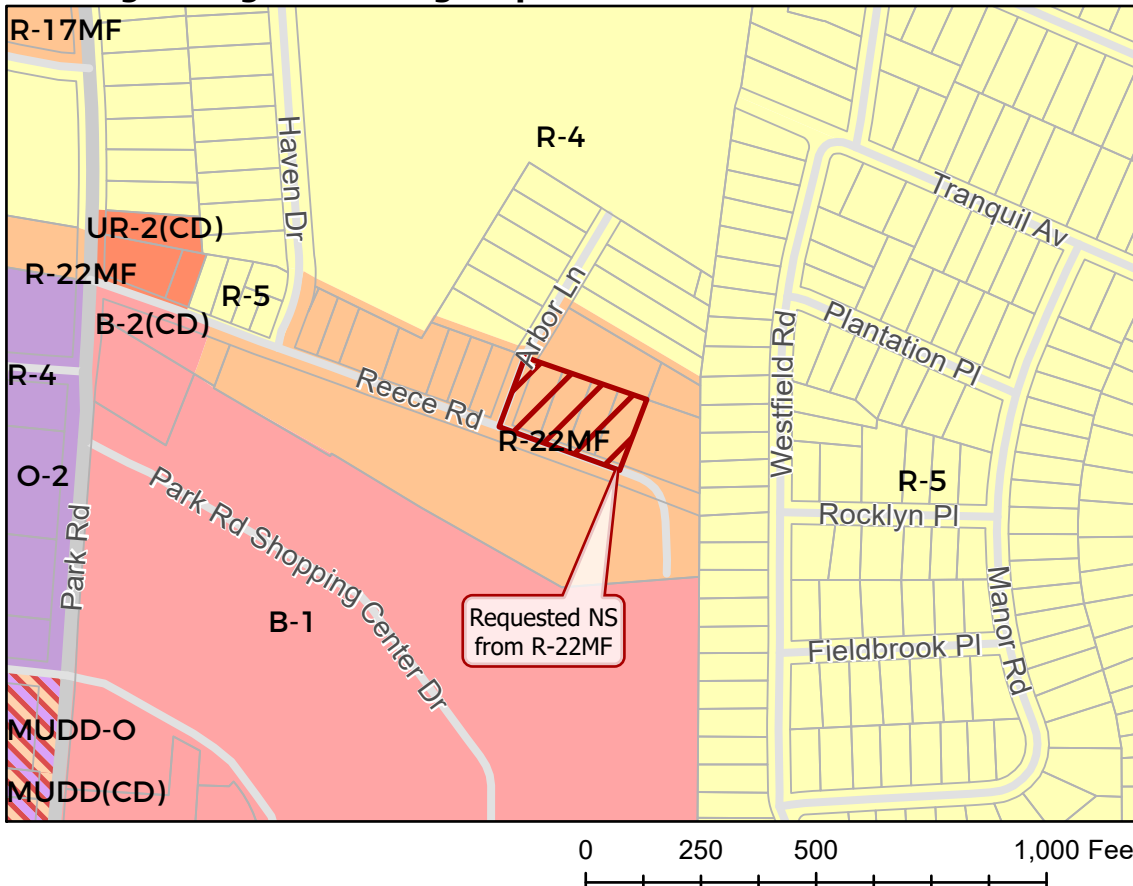 R-17MF
R-4
Haven Dr
Tranquil Av
UR-2(CD)
R-22MF
R-5
Arbor Ln
B-2(CD)
Plantation Pl
Westfield Rd
R-4
Reece Rd
R-22MF
O-2
R-5
Park Rd Shopping Center Dr
Rocklyn Pl
Park Rd
Manor Rd
B-1
Requested NS
from R-22MF
Fieldbrook Pl
MUDD-O
MUDD(CD)
0 250 500 1,000 Fee